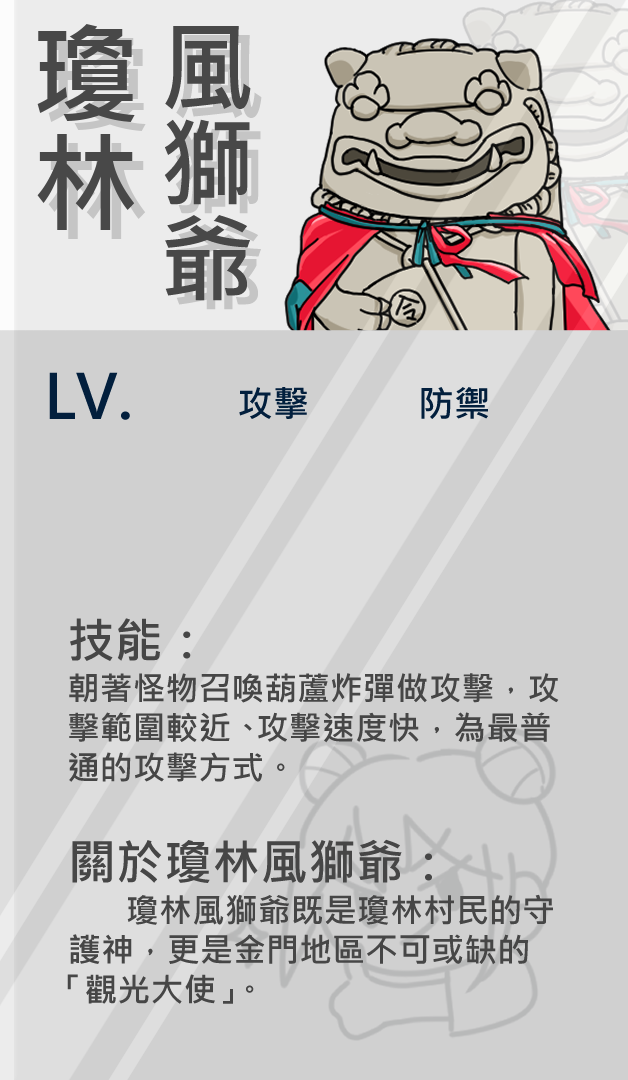 瓊林
風獅爺
令
LV. 攻擊 防禦
技能：
朝著怪物召喚葫蘆炸彈做攻擊，攻
擊範圍較近、攻擊速度快，為最普
通的攻擊方式。
關於瓊林風獅爺：
瓊林風獅爺既是瓊林村民的守
護神，更是金門地區不可或缺的
「觀光大使」。